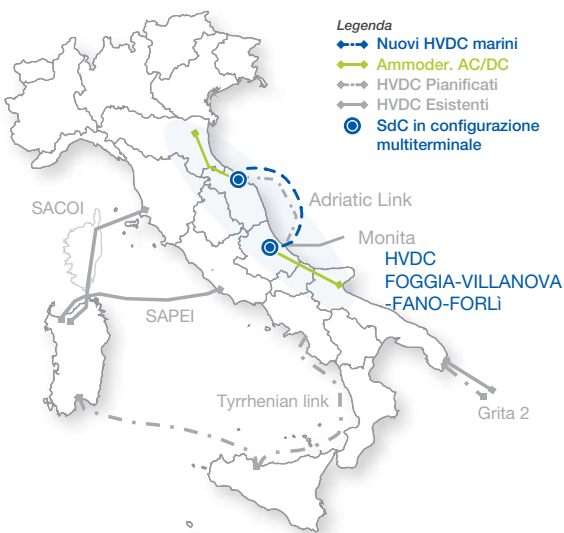 Legenda
Nuovi HVDC marini
Ammoder. AC/DC
HVDC Pianificati
HVDC Esistenti
SdC in configurazione
multiterminale
SACOI
Adriatic Link
Monita
HVDC
FOGGIA-VILLANOVA
-FANO-FORLì
SAPEI
Tyrrhenian link
Grita 2